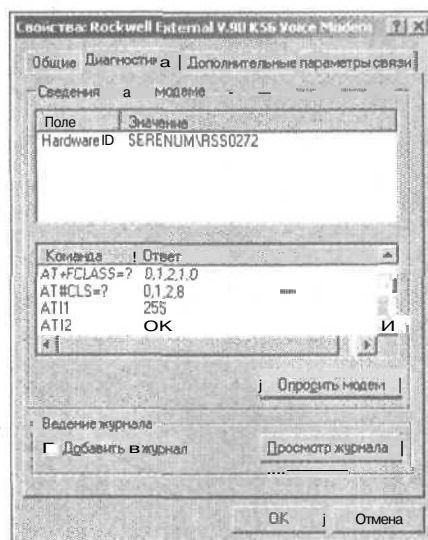 Свойства: Rockwell External V.90 K56 Voice Modem
Общие Диагностика Дополнительные параметры связи
Сведения а модеме
Поле Значение
Hardware ID SERENUM\RSS0272
Команда Ответ
AT+FCLASS=? 0,1,2,1.0
AT#CLS=? 0,1,2,8
ATI1 255
ATI2 OK
Опросить модем
Ведение журнала
Добавить в журнал Просмотр журнала
OK Отмена